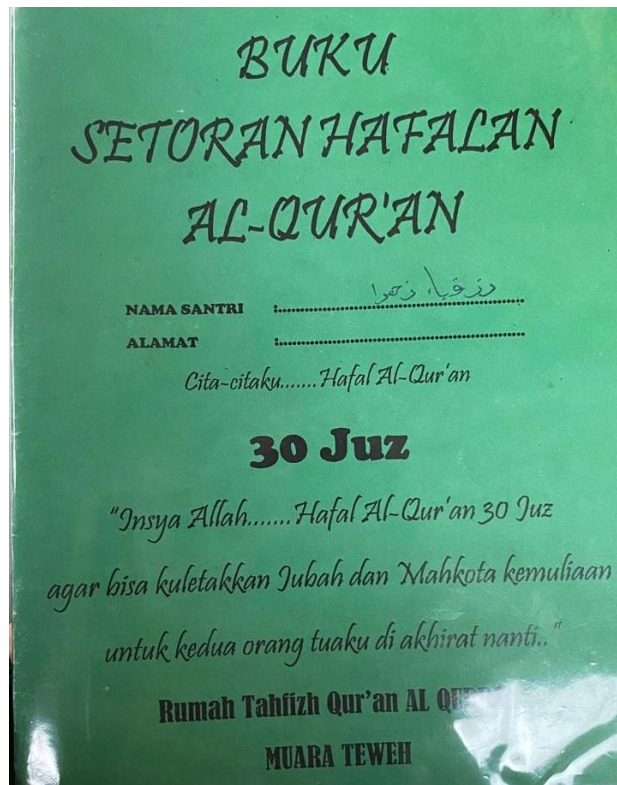 BUKU
SETORAN HAFALAN
AL-QUR'AN
NAMA SANTRI :
ALAMAT :
Cita-citaku.......Hafal Al-Qur'an
30 Juz
"Insya Allah.......Hafal Al-Qur'an 30 Juz
agar bisa kuletakkan Jubah dan Mahkota kemuliaan
untuk kedua orang tuaku di akhirat nanti.."
Rumah Tahfizh Qur'an AL
MUARA TEWEH